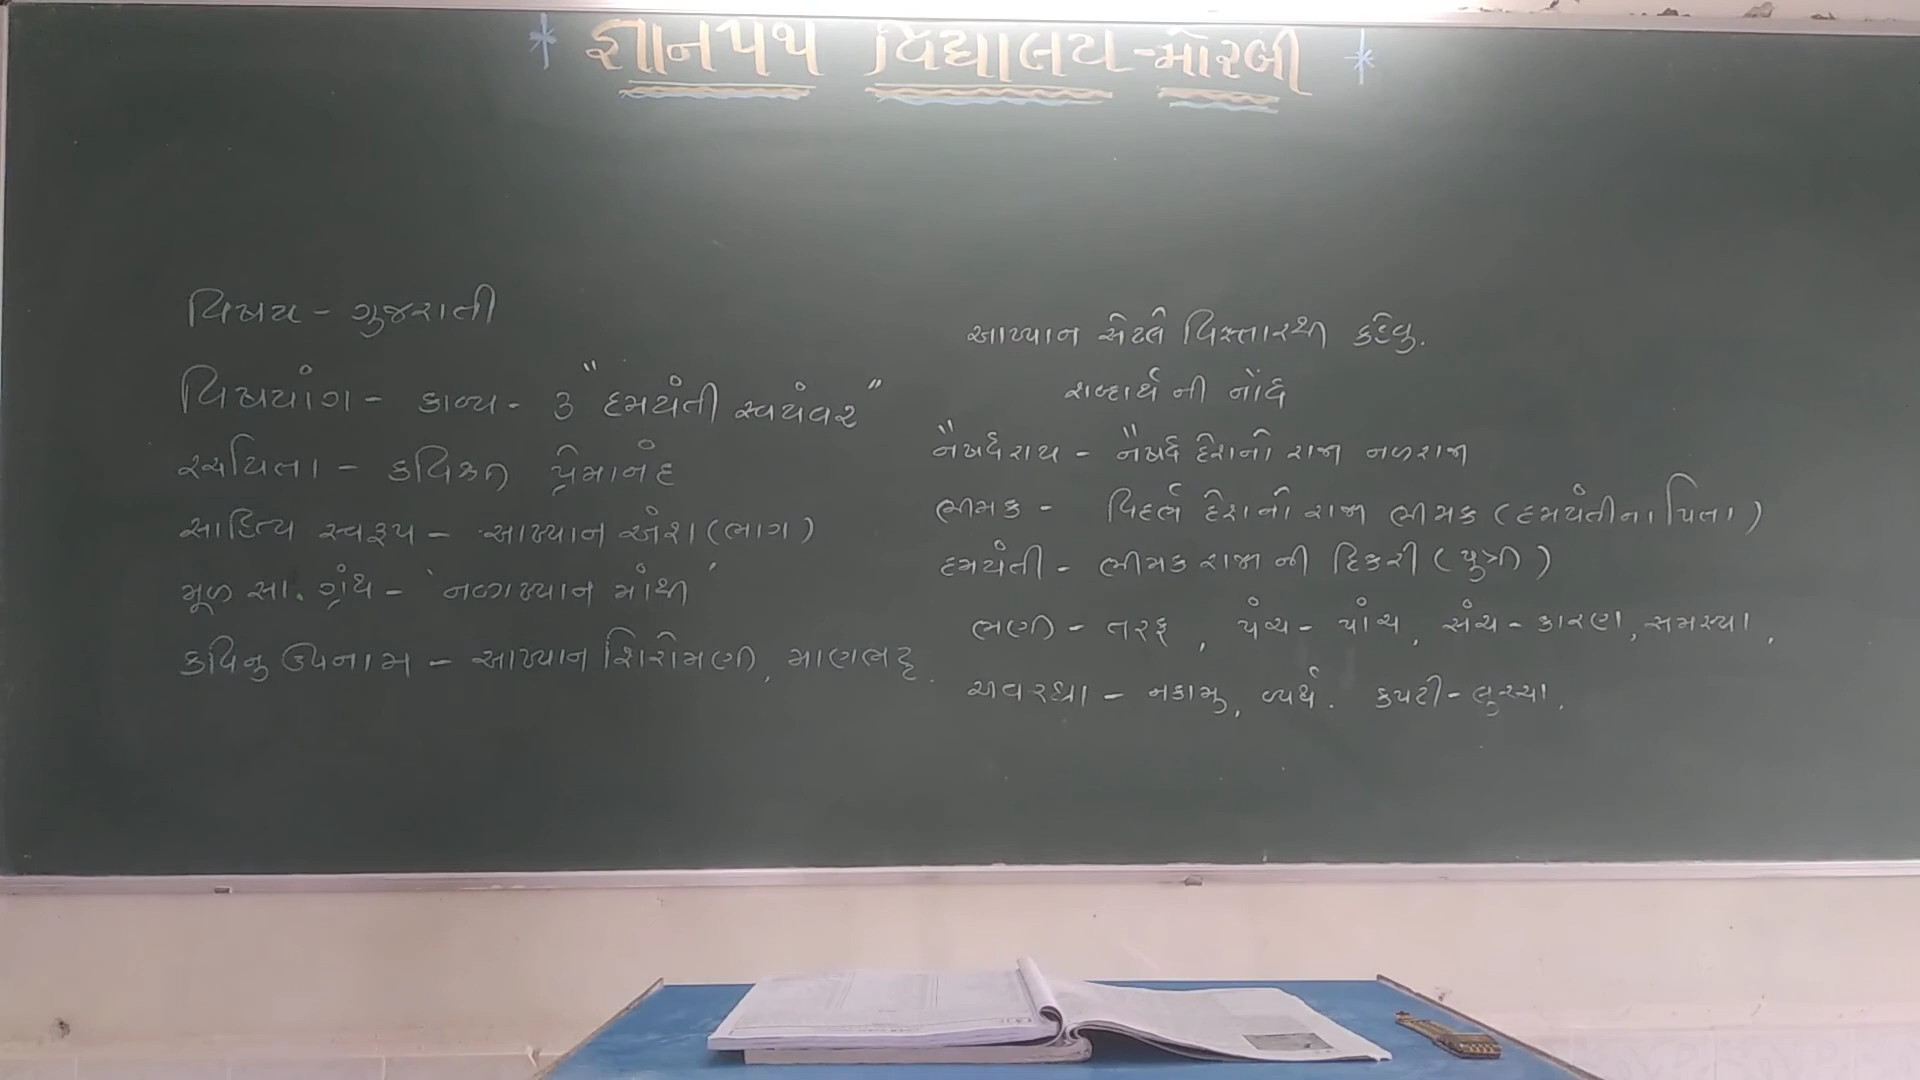 * જ્ઞાનપથ વિદ્યાલય-મોરબી *
વિષય - ગુજરાતી
વિષયાંગ - કાવ્ય - ૩ "દમયંતી સ્વયંવર"
રચયિતા - કવિશ્રી પ્રેમાનંદ
સાહિત્ય સ્વરૂપ - આખ્યાન અંશ (ભાગ)
મૂળ સા. ગ્રંથ - 'નળાખ્યાન માંથી'
કવિનુ ઉપનામ - આખ્યાન શિરોમણી, માણભટ્ટ.
આખ્યાન એટલે વિસ્તારથી કહેવુ.
શબ્દાર્થ ની નોંધ
નૈષધરાય - નૈષધ દેશનો રાજા નળરાજા
ભીમક - વિદર્ભ દેશનો રાજા ભીમક (દમયંતીના પિતા)
દમયંતી - ભીમક રાજા ની દિકરી (પુત્રી)
ભણી - તરફ, પંચ - પાંચ, સંચ - કારણ, સમસ્યા,
અવરથા - નકામુ, વ્યર્થ. કપટી - લુચ્ચા.